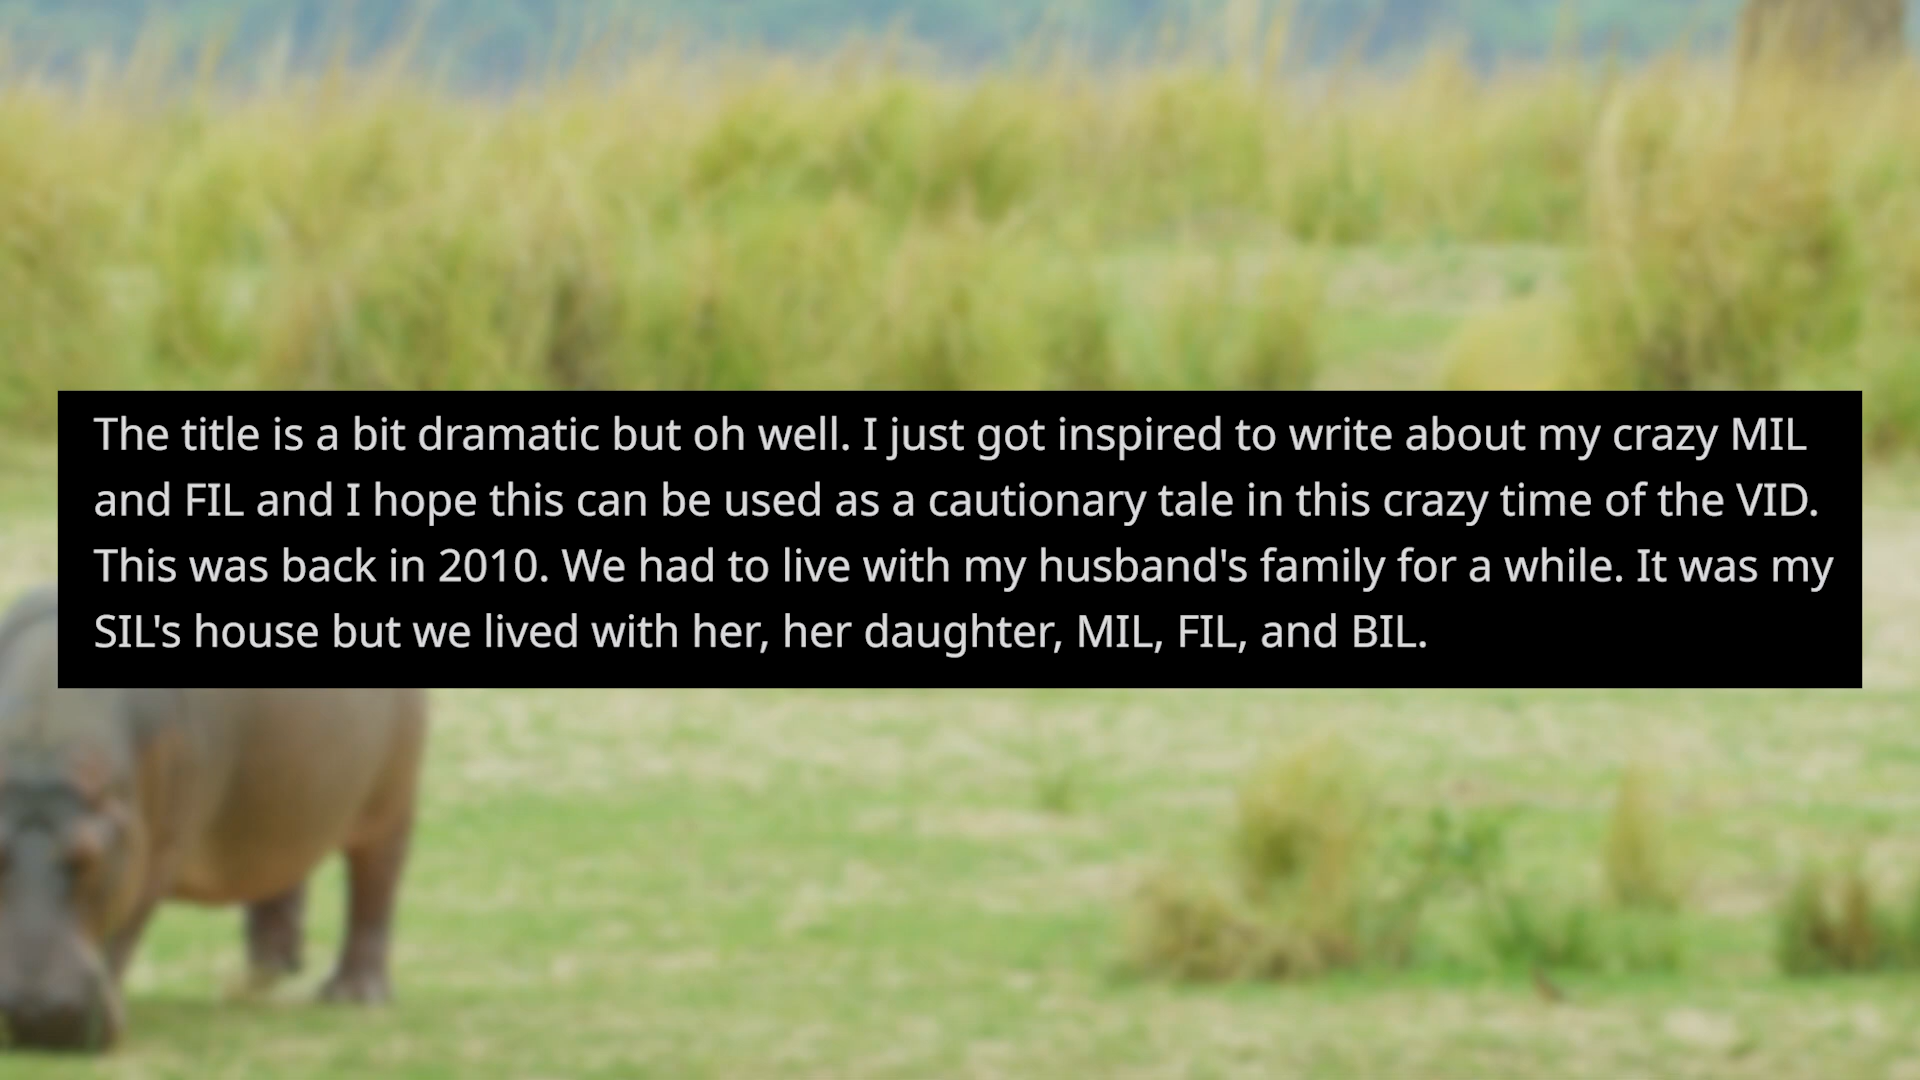 The title is a bit dramatic but oh well. I just got inspired to write about my crazy MIL
and FIL and I hope this can be used as a cautionary tale in this crazy time of the VID.
This was back in 2010. We had to live with my husband's family for a while. It was my
SIL's house but we lived with her, her daughter, MIL, FIL, and BIL.